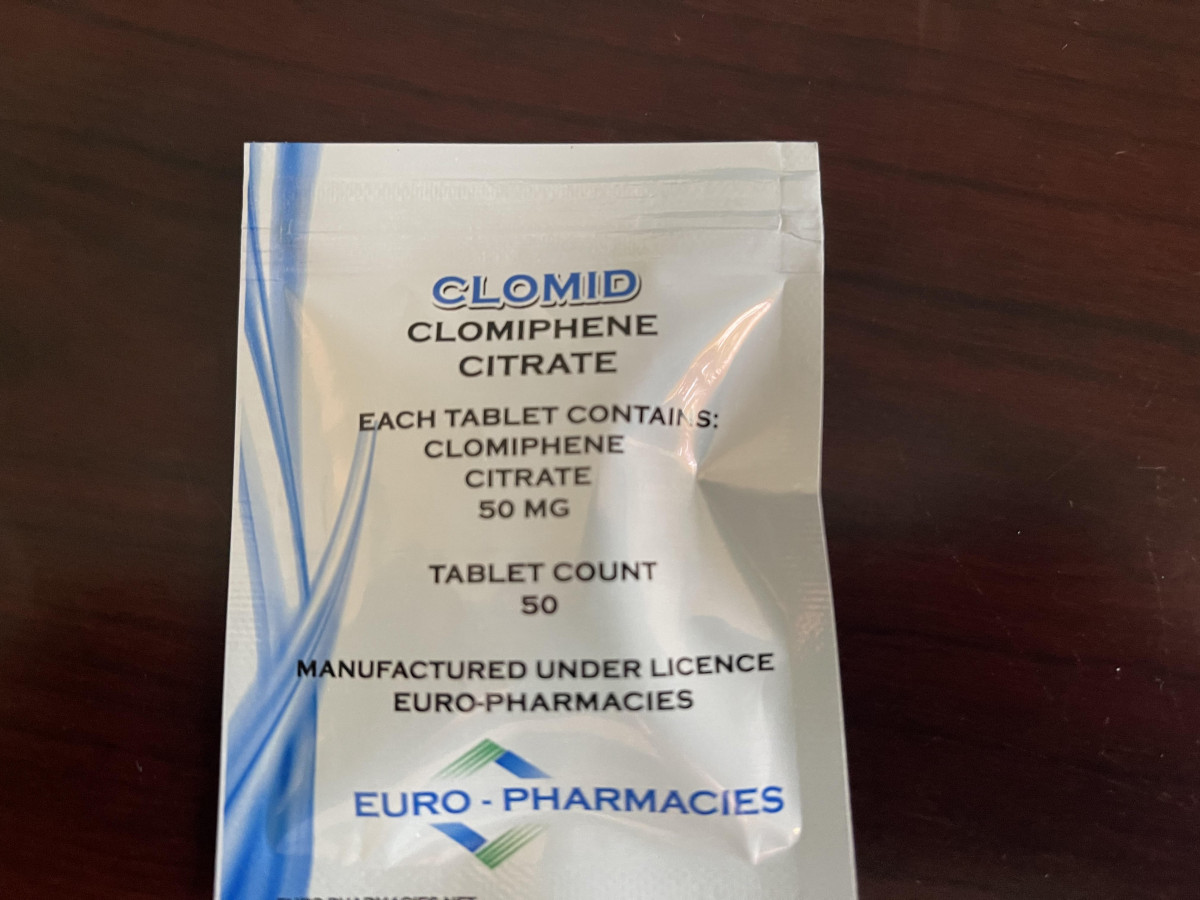 CLOMID
CLOMIPHENE
CITRATE
EACH TABLET CONTAINS:
CLOMIPHENE
CITRATE
50 MG
TABLET COUNT
50
MANUFACTURED UNDER LICENCE
EURO-PHARMACIES
EURO - PHARMACIES